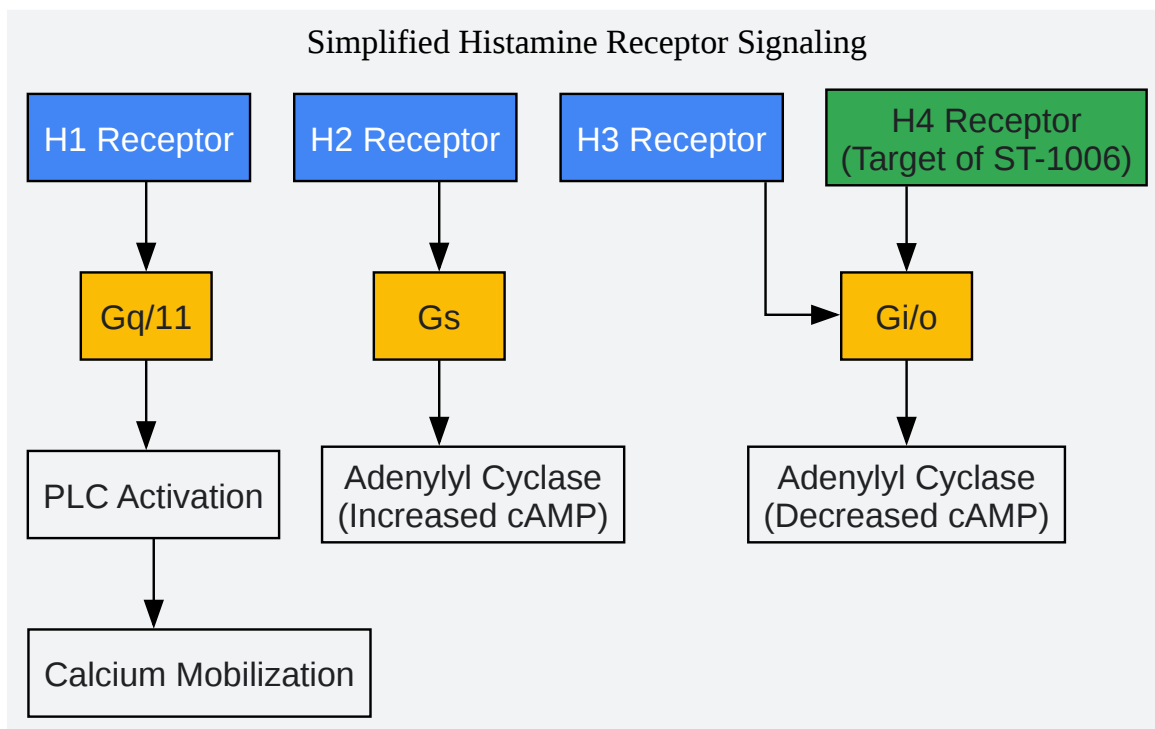 Simplified Histamine Receptor Signaling
H1 Receptor
H2 Receptor
H3 Receptor
H4 Receptor
(Target of ST-1006)
Gq/11
Gs
Gi/o
PLC Activation
Adenylyl Cyclase
(Increased cAMP)
Adenylyl Cyclase
(Decreased cAMP)
Calcium Mobilization